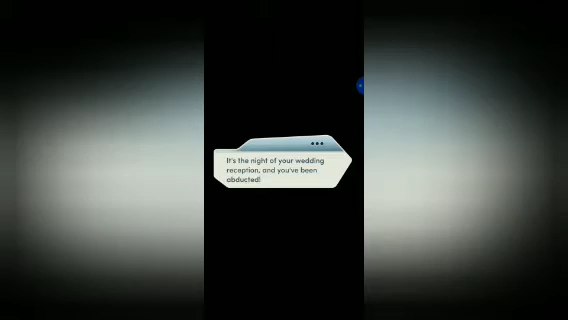 It's the night of your wedding
reception, and you've been
abducted!